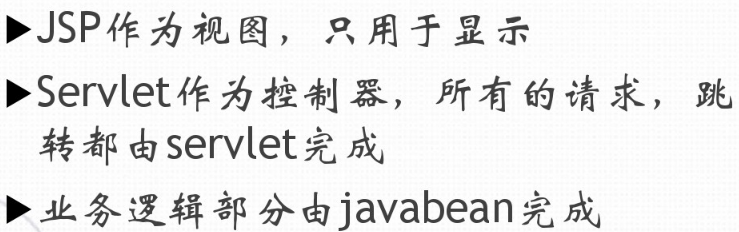 ▶JSP作为视图，只用于显示
▶Servlet作为控制器，所有的请求，跳
转都由servlet完成
▶业务逻辑部分由javabean完成